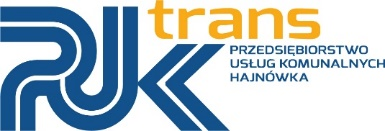 PUK
trans
PRZEDSIĘBIORSTWO
USŁUG KOMUNALNYCH
HAJNÓWKA